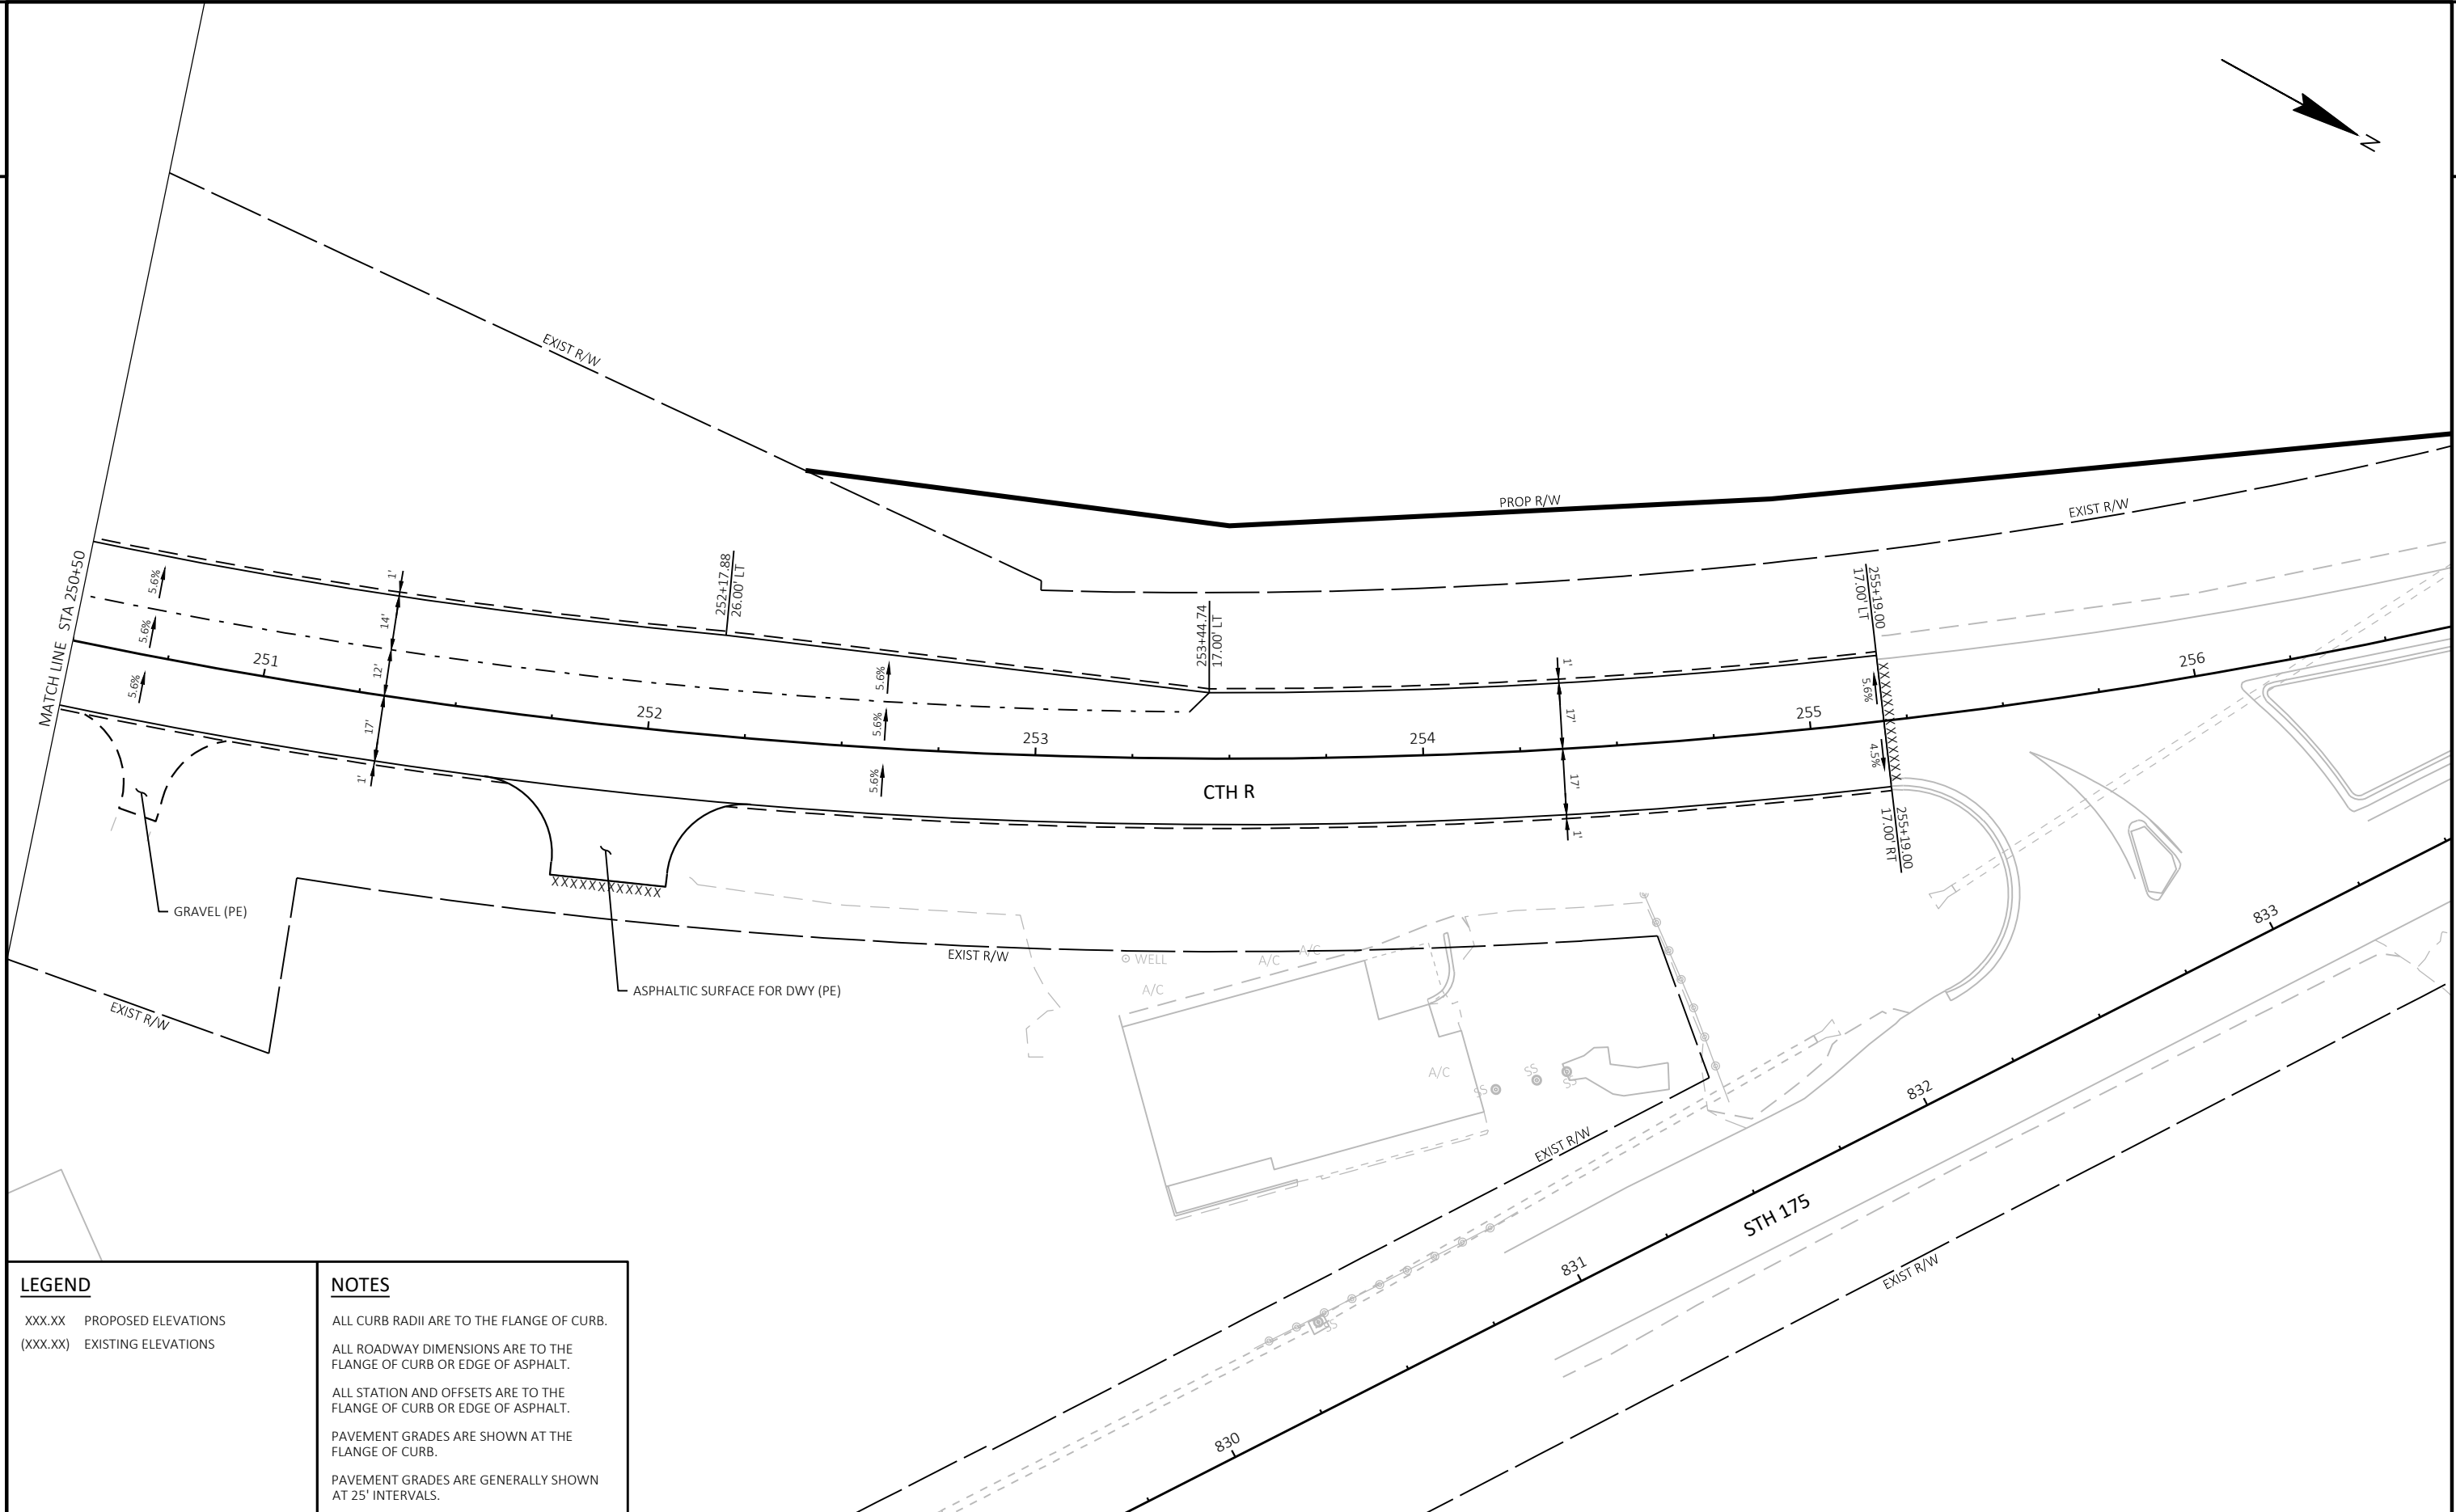 N
EXIST R/W
PROP R/W
EXIST R/W
MATCH LINE STA 250+50
5.6%
5.6%
5.6%
251
1'
14'
12'
17'
1'
252+17.88
26.00' LT
252
5.6%
5.6%
5.6%
253+44.74
17.00' LT
253
CTH R
254
1'
17'
17'
1'
255
255+19.00
17.00' LT
5.6%
4.5%
XXXXXXXXXXXXX
255+19.00
17.00' RT
256
XXXXXXXXXXXX
GRAVEL (PE)
ASPHALTIC SURFACE FOR DWY (PE)
EXIST R/W
EXIST R/W
WELL
A/C
A/C
A/C
A/C
SS
SS
SS
SS
EXIST R/W
833
832
831
830
STH 175
EXIST R/W
LEGEND
XXX.XX PROPOSED ELEVATIONS
(XXX.XX) EXISTING ELEVATIONS
NOTES
ALL CURB RADII ARE TO THE FLANGE OF CURB.
ALL ROADWAY DIMENSIONS ARE TO THE
FLANGE OF CURB OR EDGE OF ASPHALT.
ALL STATION AND OFFSETS ARE TO THE
FLANGE OF CURB OR EDGE OF ASPHALT.
PAVEMENT GRADES ARE SHOWN AT THE
FLANGE OF CURB.
PAVEMENT GRADES ARE GENERALLY SHOWN
AT 25' INTERVALS.